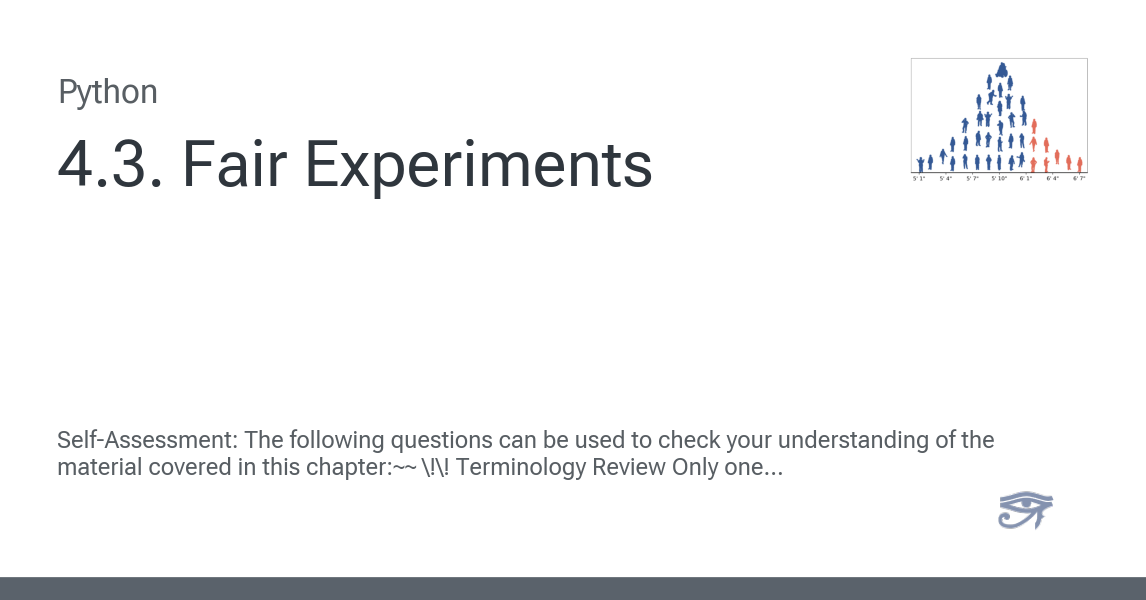 Python
4.3. Fair Experiments
5' 1" 5' 4" 5' 7" 5' 10" 6' 1" 6' 4" 6' 7"
Self-Assessment: The following questions can be used to check your understanding of the
material covered in this chapter:~~ \!\! Terminology Review Only one...